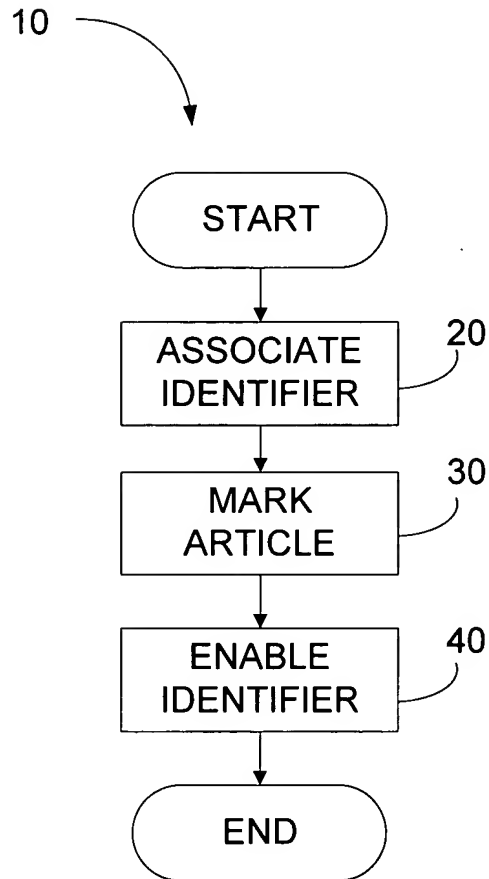 10
START
20
ASSOCIATE
IDENTIFIER
30
MARK
ARTICLE
40
ENABLE
IDENTIFIER
END